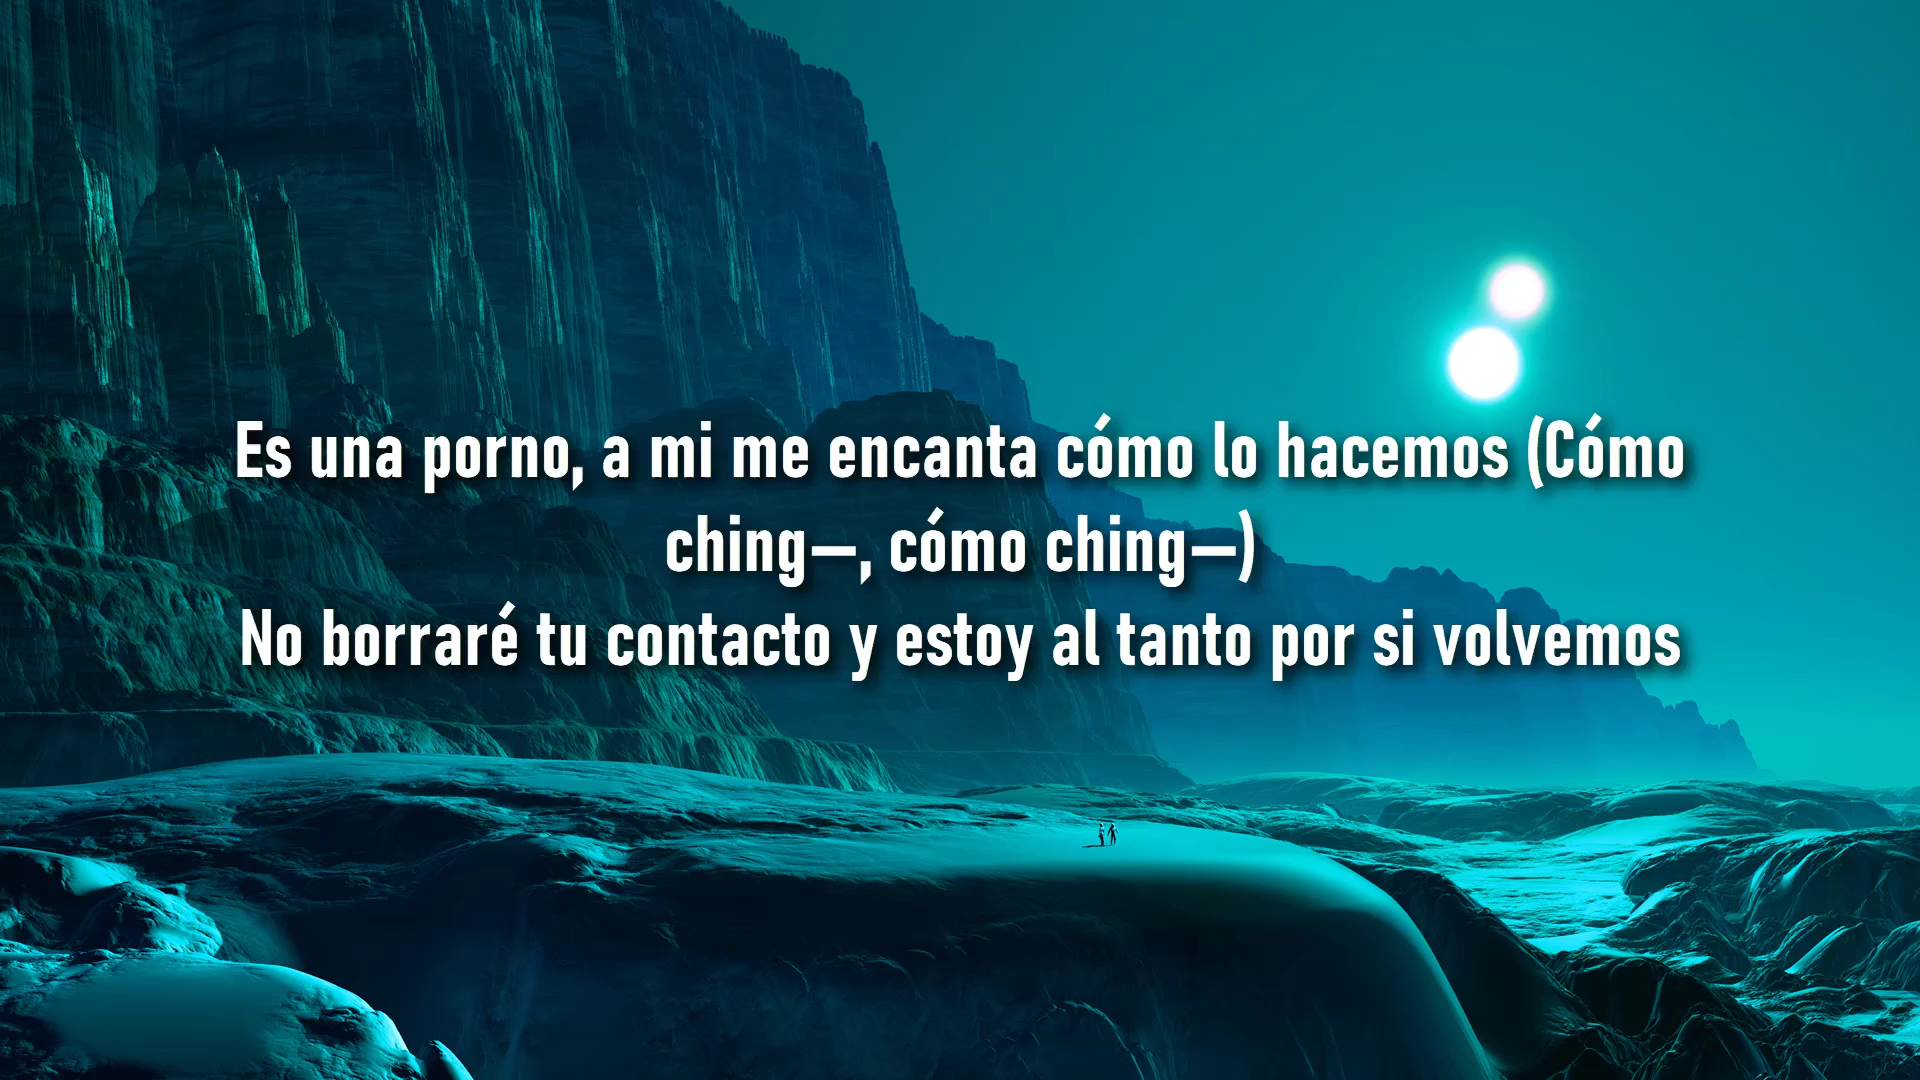 Es una porno, a mi me encanta cómo lo hacemos (Cómo
ching—, cómo ching—)
No borraré tu contacto y estoy al tanto por si volvemos